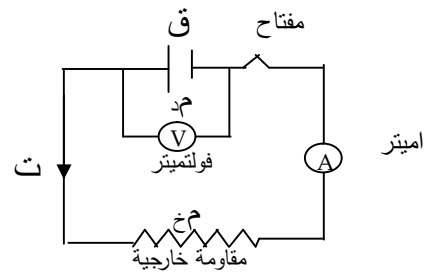 ق
مفتاح
مد
V
فولتميتر
A
اميتر
ت
مخ
مقاومة خارجية